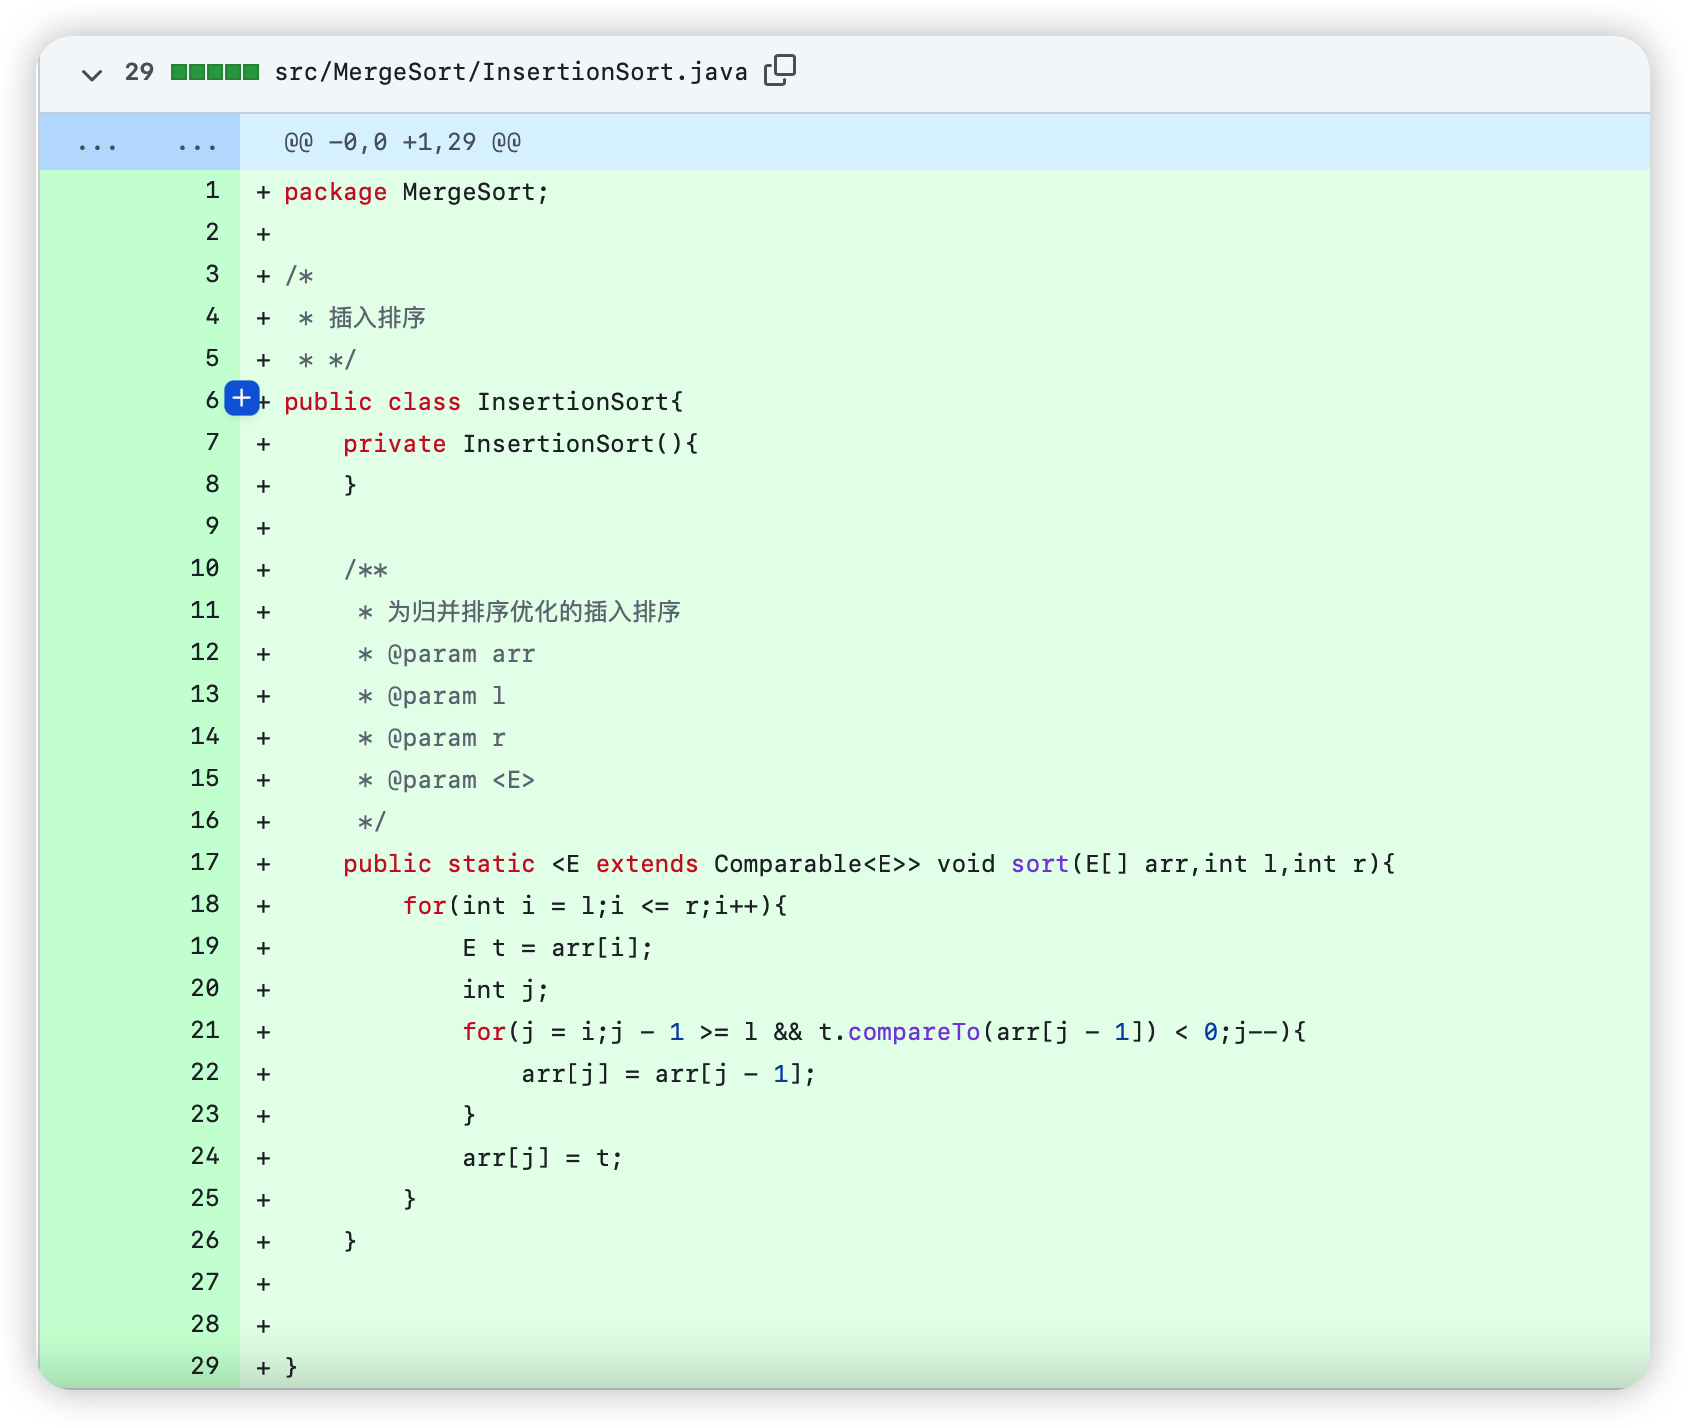 29 src/MergeSort/InsertionSort.java
... ... @@ -0,0 +1,29 @@
1 + package MergeSort;
2 +
3 + /*
4 + * 插入排序
5 + * */
6 + public class InsertionSort{
7 + private InsertionSort(){
8 + }
9 +
10 + /**
11 + * 为归并排序优化的插入排序
12 + * @param arr
13 + * @param l
14 + * @param r
15 + * @param <E>
16 + */
17 + public static <E extends Comparable<E>> void sort(E[] arr,int l,int r){
18 + for(int i = l;i <= r;i++){
19 + E t = arr[i];
20 + int j;
21 + for(j = i;j - 1 >= l && t.compareTo(arr[j - 1]) < 0;j--){
22 + arr[j] = arr[j - 1];
23 + }
24 + arr[j] = t;
25 + }
26 + }
27 +
28 +
29 + }